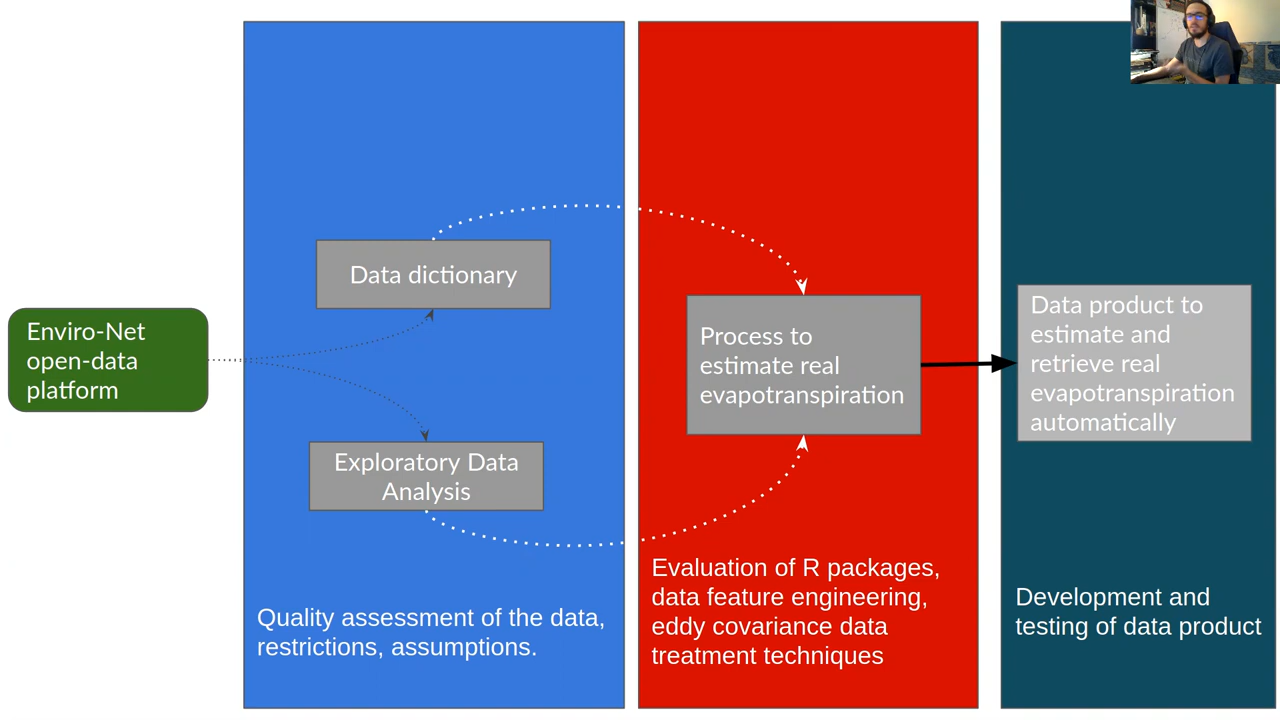 Enviro-Net
open-data
platform
Data dictionary
Exploratory Data
Analysis
Quality assessment of the data,
restrictions, assumptions.
Process to
estimate real
evapotranspiration
Evaluation of R packages,
data feature engineering,
eddy covariance data
treatment techniques
Data product to
estimate and
retrieve real
evapotranspiration
automatically
Development and
testing of data product